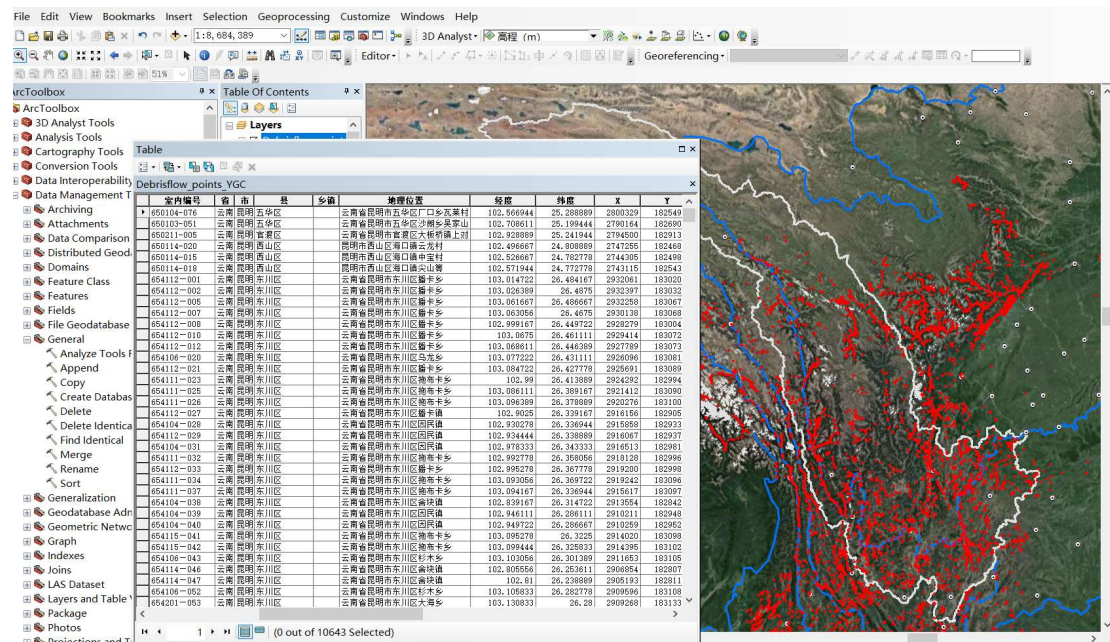 File Edit View Bookmarks Insert Selection Geoprocessing Customize Windows Help
1:8,684,389 3D Analyst 高程 (m)
Editor Georeferencing
51%
rcToolbox Table Of Contents
ArcToolbox
3D Analyst Tools Layers
Analysis Tools
Cartography Tools Table
Conversion Tools
Data Interoperability Debrisflow_points_YGC
Data Management T
Archiving
Attachments
Data Comparison
Distributed Geod
Domains
Feature Class
Features
Fields
File Geodatabase
General
Analyze Tools F
Append
Copy
Create Databas
Delete
Delete Identica
Find Identical
Merge
Rename
Sort
Generalization
Geodatabase Adn
Geometric Netwo
Graph
Indexes
Joins
LAS Dataset
Layers and Table
Package
Photos
室内编号 省 市 县 乡镇 地理位置 经度 纬度 X Y
650104-076 云南 昆明 五华区 云南省昆明市五华区厂口乡瓦莱村 102.566944 25.288889 2800329 182549
650103-051 云南 昆明 五华区 云南省昆明市五华区沙朗乡吴家山 102.708611 25.199444 2790164 182690
650211-005 云南 昆明 官渡区 云南省昆明市官渡区大板桥镇上对 102.928889 25.241944 2794500 182913
650114-020 云南 昆明 西山区 昆明市西山区海口镇云龙村 102.496667 24.808889 2747255 182468
650114-015 云南 昆明 西山区 昆明市西山区海口镇中宝村 102.526667 24.782778 2744305 182498
650114-018 云南 昆明 西山区 昆明市西山区海口镇尖山箐 102.571944 24.772778 2743115 182543
654112-001 云南 昆明 东川区 云南省昆明市东川区播卡乡 103.014722 26.484167 2932061 183020
654112-002 云南 昆明 东川区 云南省昆明市东川区播卡乡 103.026389 26.4875 2932397 183032
654112-005 云南 昆明 东川区 云南省昆明市东川区播卡乡 103.061667 26.486667 2932258 183067
654112-007 云南 昆明 东川区 云南省昆明市东川区播卡乡 103.063056 26.4675 2930138 183068
654112-008 云南 昆明 东川区 云南省昆明市东川区播卡乡 102.999167 26.449722 2928279 183004
654112-010 云南 昆明 东川区 云南省昆明市东川区播卡乡 103.0675 26.461111 2929414 183072
654112-012 云南 昆明 东川区 云南省昆明市东川区播卡乡 103.068611 26.446389 2927789 183073
654106-020 云南 昆明 东川区 云南省昆明市东川区乌龙乡 103.077222 26.431111 2926096 183081
654112-021 云南 昆明 东川区 云南省昆明市东川区播卡乡 103.084722 26.427778 2925691 183089
654111-023 云南 昆明 东川区 云南省昆明市东川区拖布卡乡 102.99 26.413889 2924292 182994
654111-025 云南 昆明 东川区 云南省昆明市东川区拖布卡乡 103.086111 26.389167 2921412 183090
654111-026 云南 昆明 东川区 云南省昆明市东川区拖布卡乡 103.096389 26.378889 2920276 183100
654112-027 云南 昆明 东川区 云南省昆明市东川区播卡镇 102.9025 26.339167 2916156 182905
654104-028 云南 昆明 东川区 云南省昆明市东川区因民镇 102.930278 26.336944 2915858 182933
654112-029 云南 昆明 东川区 云南省昆明市东川区因民镇 102.934444 26.338889 2916067 182937
654104-031 云南 昆明 东川区 云南省昆明市东川区因民镇 102.978333 26.343333 2916513 182981
654112-032 云南 昆明 东川区 云南省昆明市东川区播卡乡 102.992778 26.358056 2918128 182996
654112-033 云南 昆明 东川区 云南省昆明市东川区播卡乡 102.995278 26.367778 2919200 182998
654111-034 云南 昆明 东川区 云南省昆明市东川区拖布卡乡 103.093056 26.369722 2919242 183096
654111-037 云南 昆明 东川区 云南省昆明市东川区拖布卡乡 103.094167 26.336944 2915617 183097
654104-038 云南 昆明 东川区 云南省昆明市东川区舍块镇 102.839167 26.314722 2913554 182842
654104-039 云南 昆明 东川区 云南省昆明市东川区因民镇 102.946111 26.286111 2910211 182948
654104-040 云南 昆明 东川区 云南省昆明市东川区因民镇 102.949722 26.286667 2910259 182952
654115-041 云南 昆明 东川区 云南省昆明市东川区拖布卡乡 103.095278 26.3225 2914020 183098
654115-042 云南 昆明 东川区 云南省昆明市东川区拖布卡乡 103.099444 26.325833 2914395 183102
654106-043 云南 昆明 东川区 云南省昆明市东川区杉木乡 103.103056 26.301389 2911653 183105
654114-046 云南 昆明 东川区 云南省昆明市东川区舍块镇 102.805556 26.253611 2906854 182807
654114-047 云南 昆明 东川区 云南省昆明市东川区舍块镇 102.81 26.238889 2905193 182811
654106-052 云南 昆明 东川区 云南省昆明市东川区杉木乡 103.105833 26.282778 2909596 183108
654201-053 云南 昆明 东川区 云南省昆明市东川区大海乡 103.130833 26.28 2909268 183133
1 (0 out of 10643 Selected)